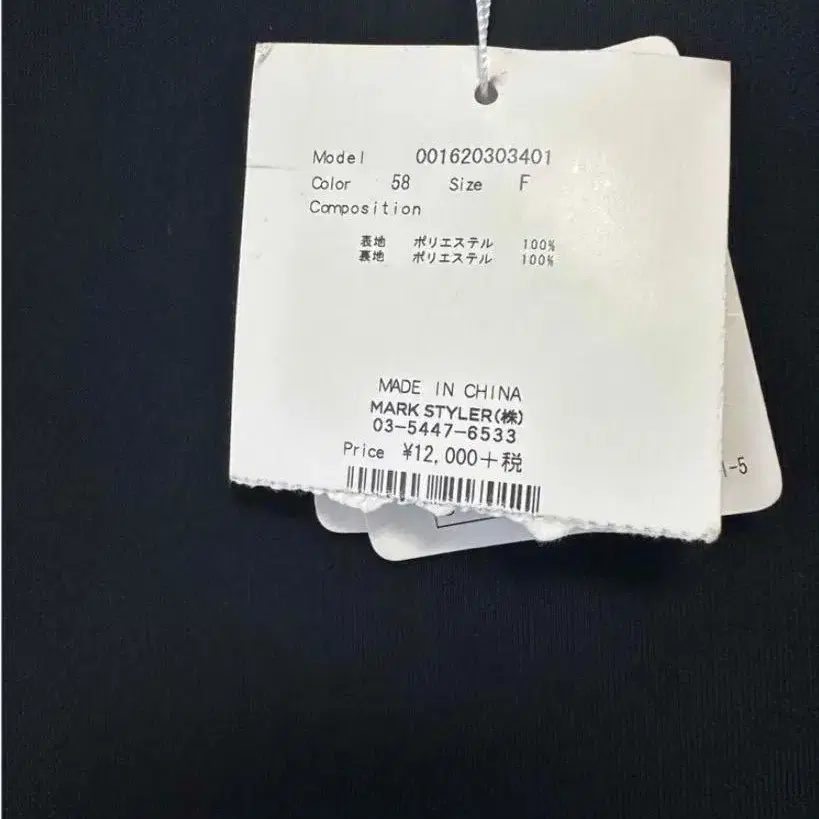 Model 001620303401
Color 58 Size F
Composition
表地 ポリエステル 100%
裏地 ポリエステル 100%
MADE IN CHINA
MARK STYLER(株)
03-5447-6533
Price ¥12,000+税
-5